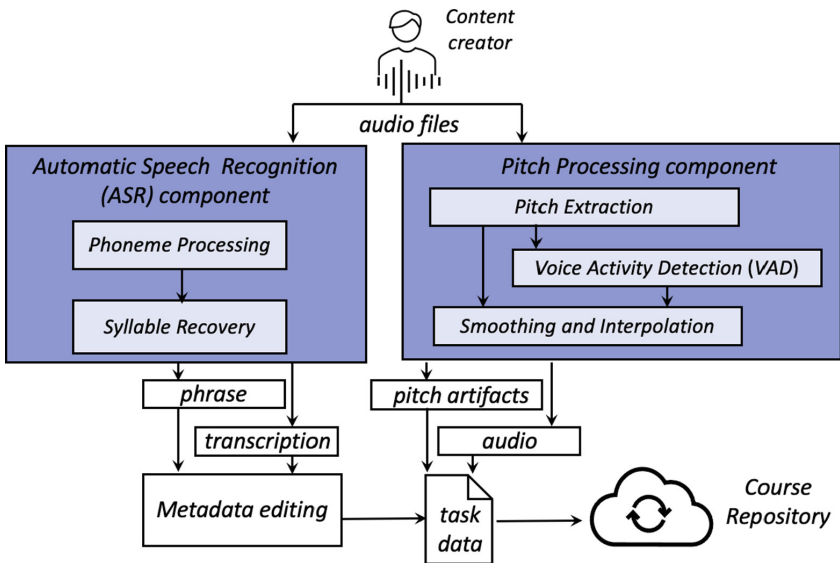 Content
creator
audio files
Automatic Speech Recognition
(ASR) component
Phoneme Processing
Syllable Recovery
Pitch Processing component
Pitch Extraction
Voice Activity Detection (VAD)
Smoothing and Interpolation
phrase
transcription
pitch artifacts
audio
Metadata editing
task
data
Course
Repository